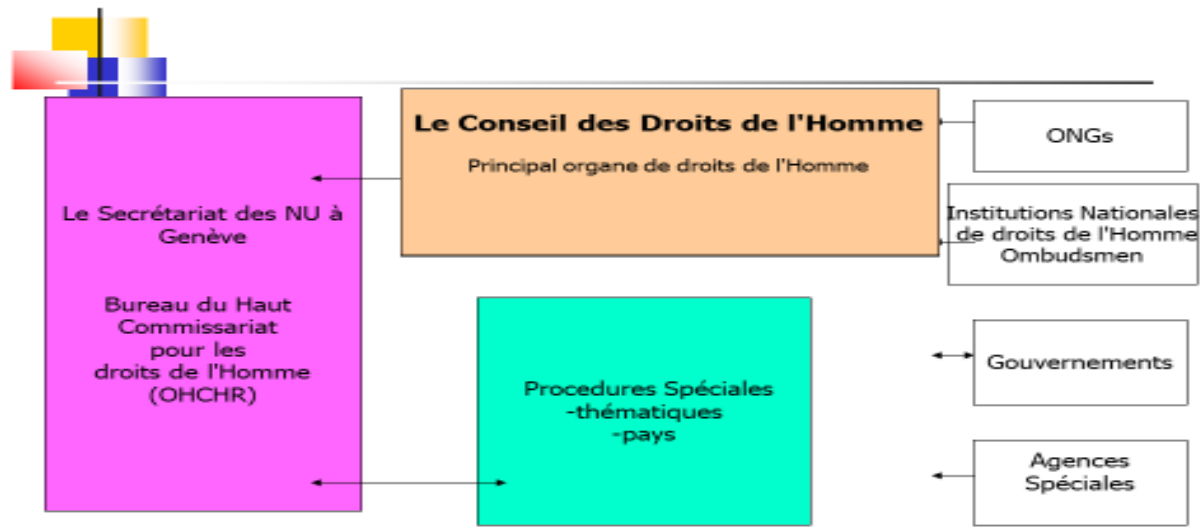 Le Conseil des Droits de l'Homme
Principal organe de droits de l'Homme
Le Secrétariat des NU à
Genève
Bureau du Haut
Commissariat
pour les
droits de l'Homme
(OHCHR)
Procedures Spéciales
-thématiques
-pays
ONGs
Institutions Nationales
de droits de l'Homme
Ombudsmen
Gouvernements
Agences
Spéciales